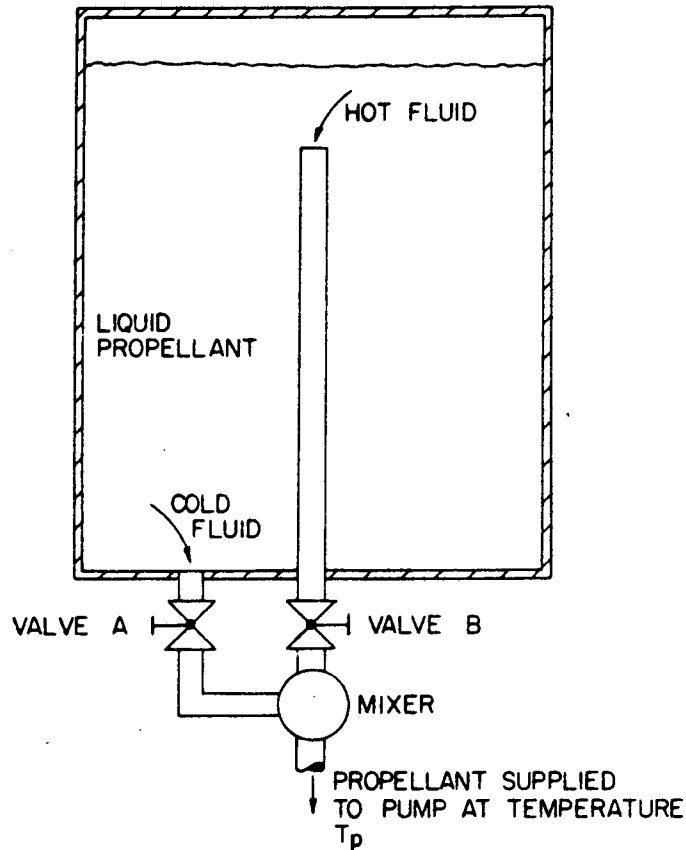 HOT FLUID
LIQUID
PROPELLANT
COLD
FLUID
VALVE A
VALVE B
MIXER
PROPELLANT SUPPLIED
TO PUMP AT TEMPERATURE
Tp